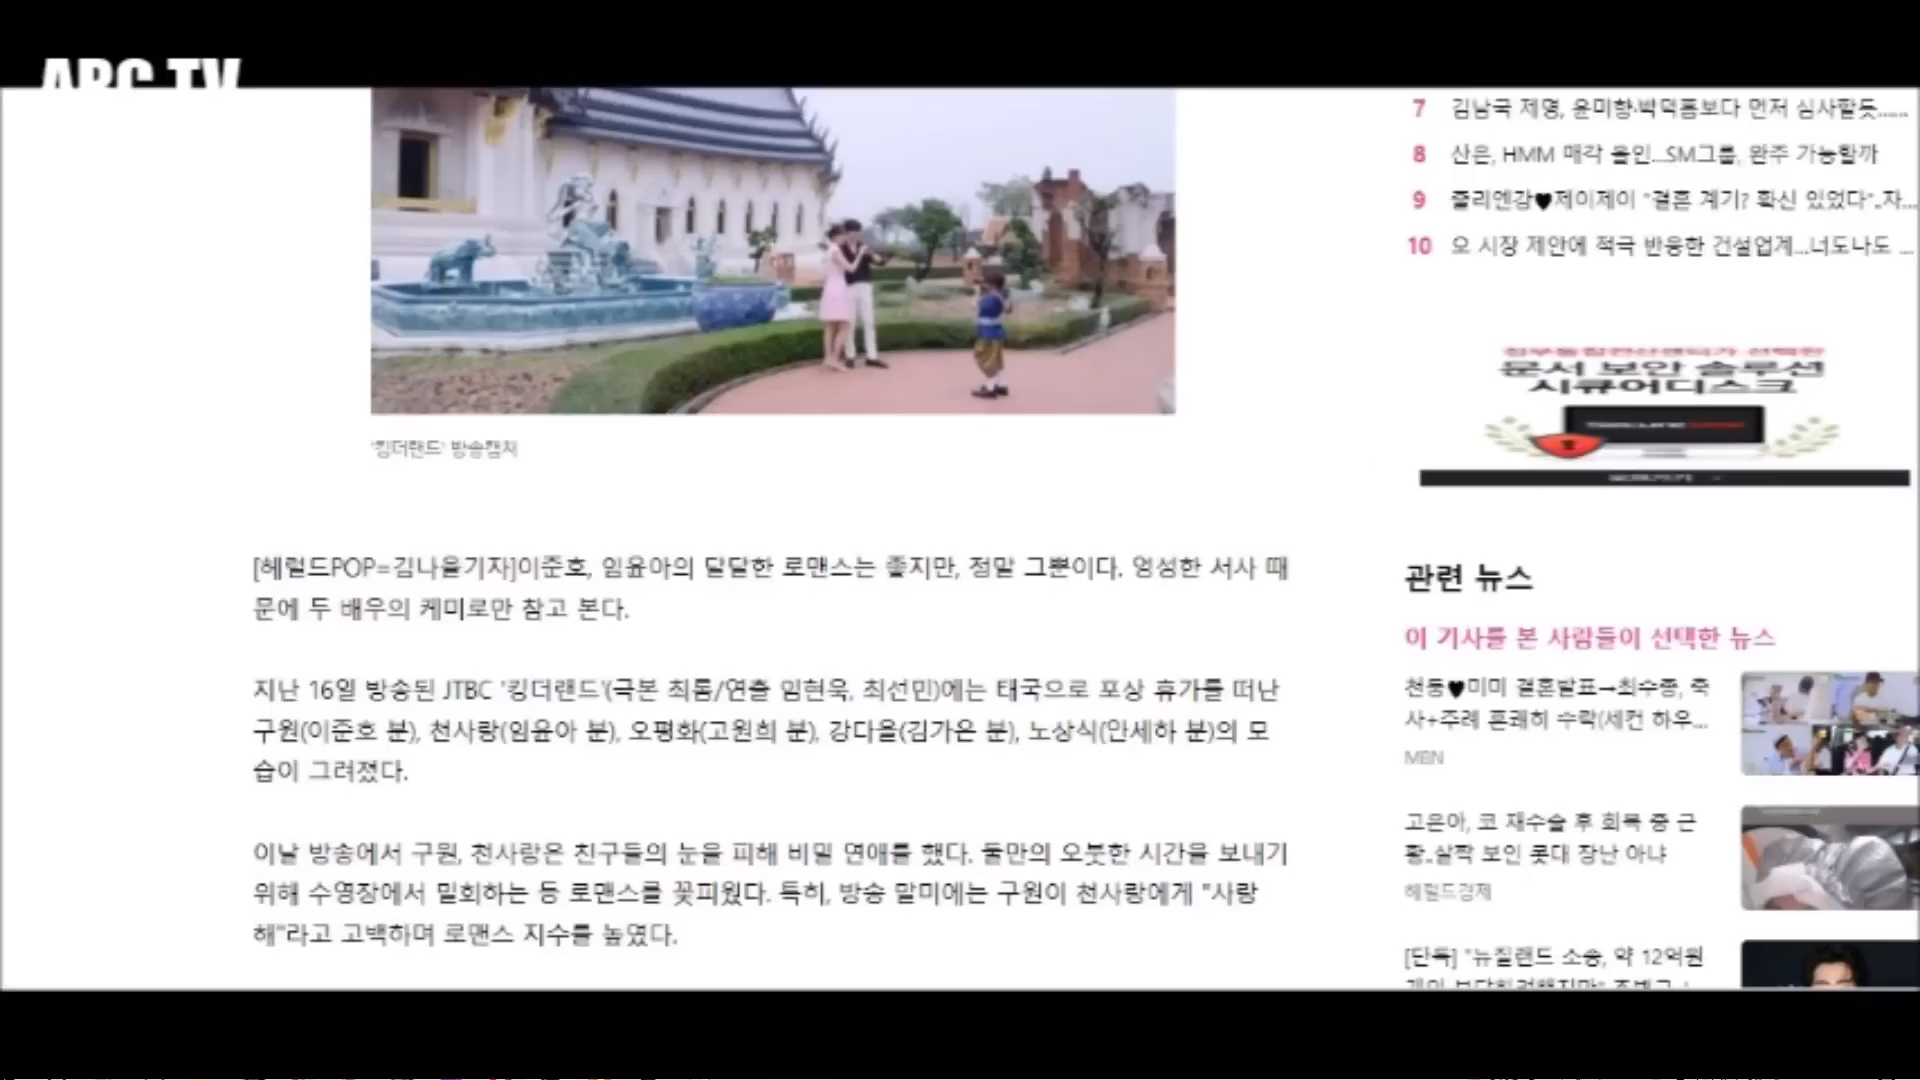 ABC TV
'킹더랜드' 방송캡처
[헤럴드POP=김나율기자]이준호, 임윤아의 달달한 로맨스는 좋지만, 정말 그뿐이다. 엉성한 서사 때
문에 두 배우의 케미로만 참고 본다.
지난 16일 방송된 JTBC '킹더랜드'(극본 최롬/연출 임현욱, 최선민)에는 태국으로 포상 휴가를 떠난
구원(이준호 분), 천사랑(임윤아 분), 오평화(고원희 분), 강다을(김가은 분), 노상식(안세하 분)의 모
습이 그려졌다.
이날 방송에서 구원, 천사랑은 친구들의 눈을 피해 비밀 연애를 했다. 둘만의 오붓한 시간을 보내기
위해 수영장에서 밀회하는 등 로맨스를 꽃피웠다. 특히, 방송 말미에는 구원이 천사랑에게 "사랑
해"라고 고백하며 로맨스 지수를 높였다.
7 김남국 제명, 윤미향·박덕흠보다 먼저 심사할듯……
8 산은, HMM 매각 올인…SM그룹, 완주 가능할까
9 줄리엔강♥제이제이 "결혼 계기? 확신 있었다"..자...
10 오 시장 제안에 적극 반응한 건설업계…너도나도 ...
문서 보안 솔루션
시큐어디스크
관련 뉴스
이 기사를 본 사람들이 선택한 뉴스
천둥♥미미 결혼발표→최수종, 축
사+주례 흔쾌히 수락(세컨 하우...
MBN
고은아, 코 재수술 후 회복 중 근
황..살짝 보인 콧대 장난 아냐
헤럴드경제
[단독] "뉴질랜드 소송, 약 12억원